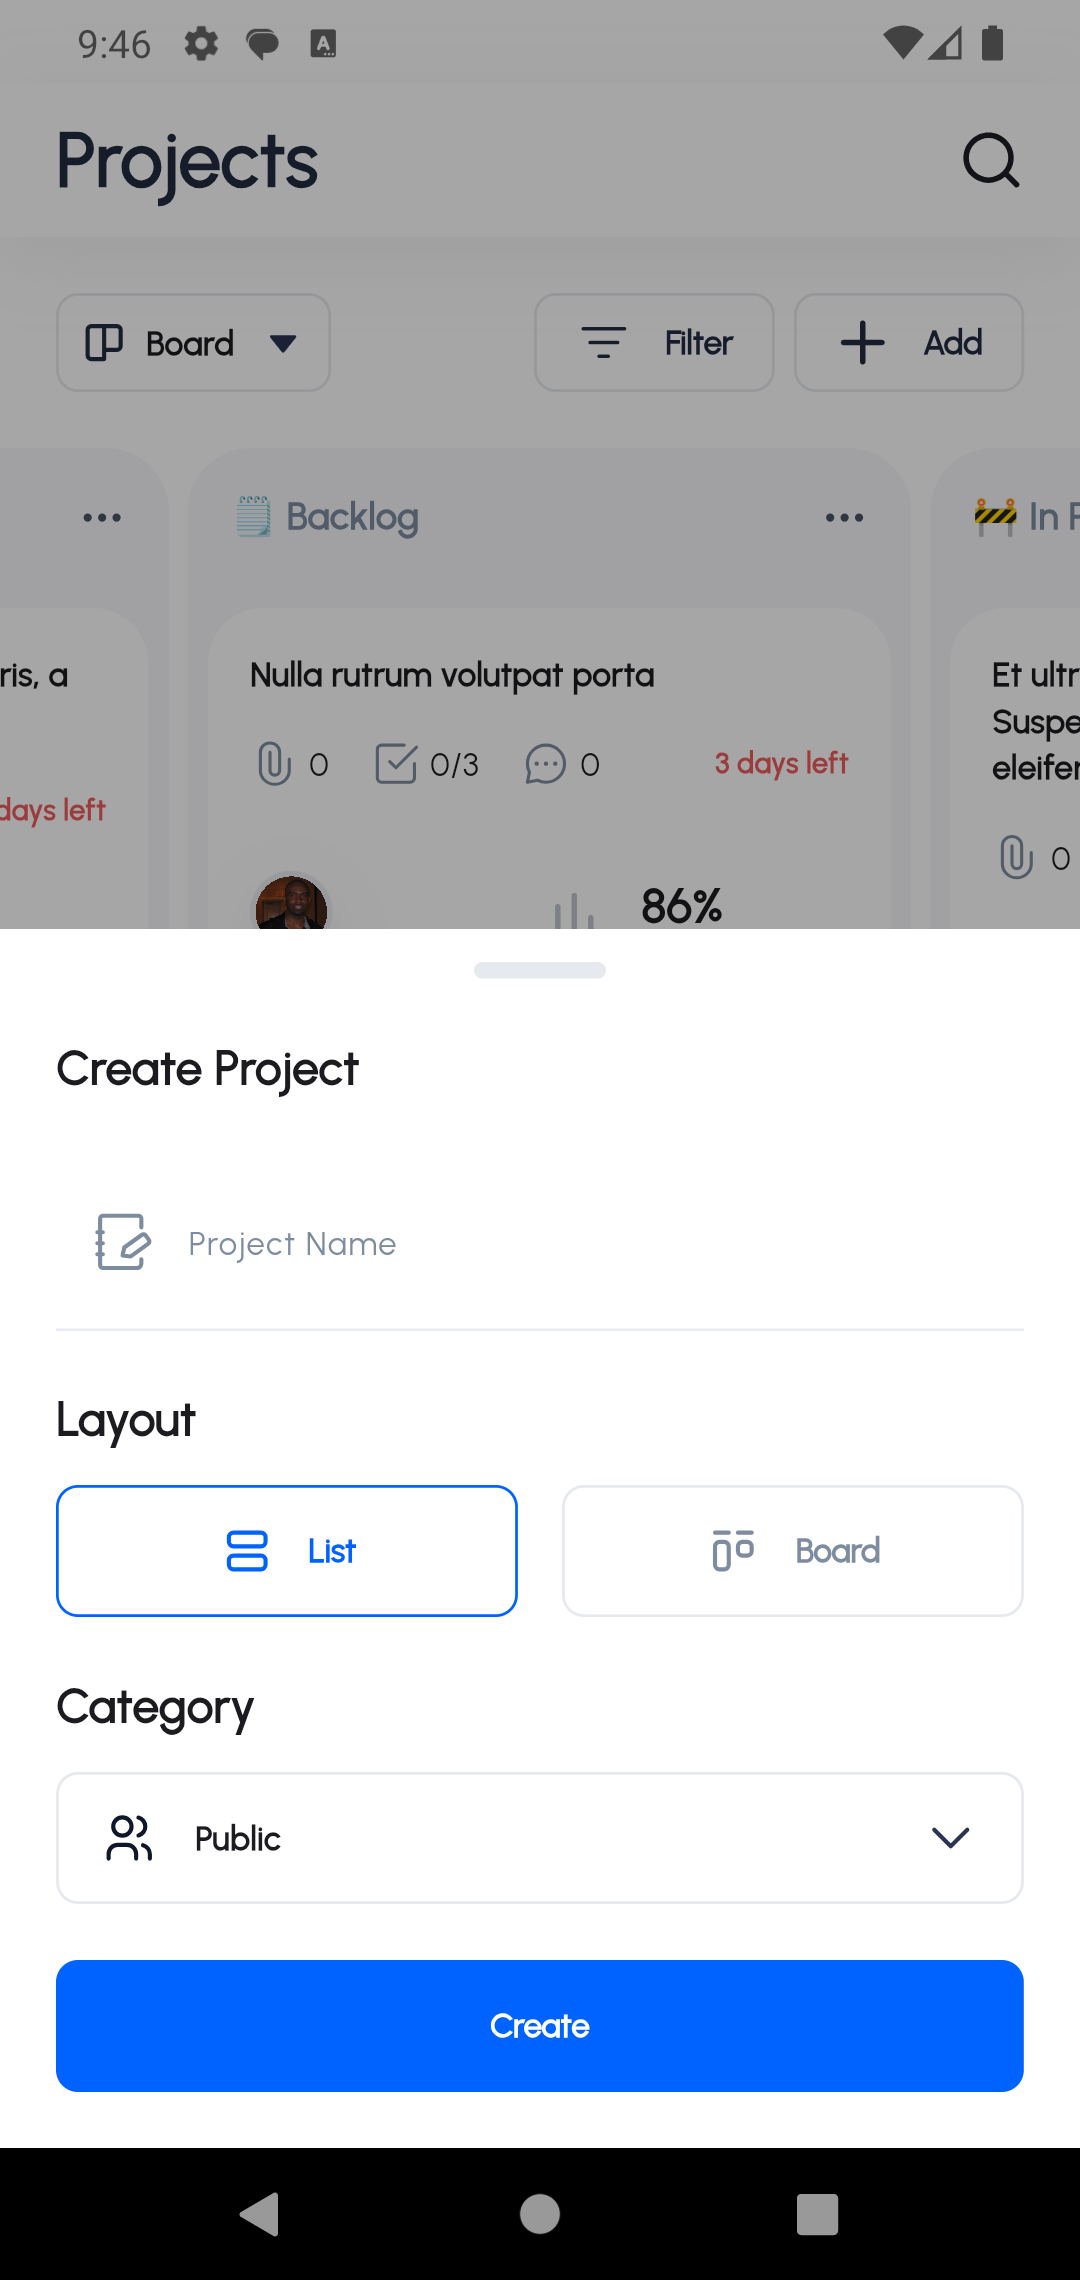 9:46
Projects
Board
Filter
Add
Backlog
In P
ris, a
days left
Nulla rutrum volutpat porta
0
0/3
0
3 days left
86%
Et ultr
Suspe
eleifer
0
Create Project
Project Name
Layout
List
Board
Category
Public
Create